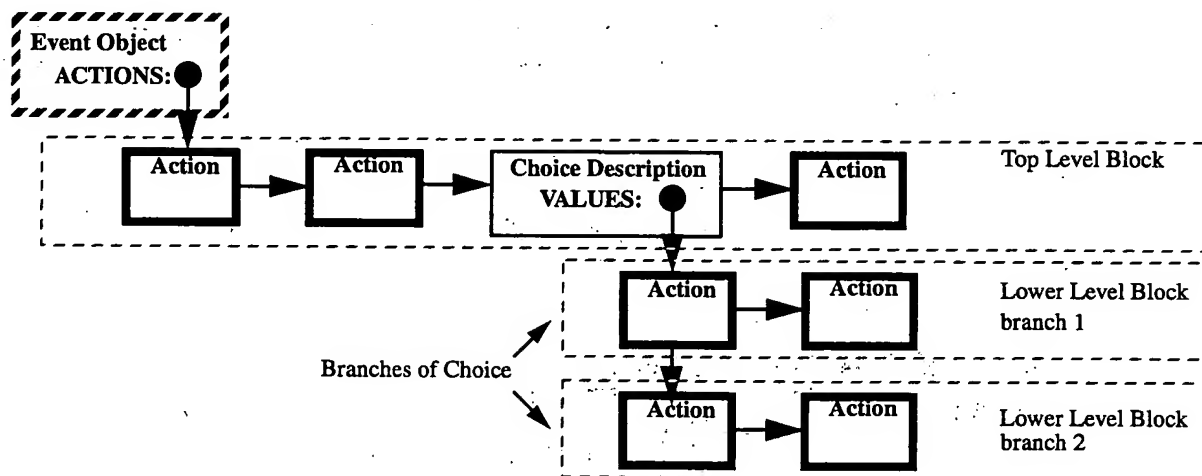 Event Object
ACTIONS:
Action
Action
Choice Description
VALUES:
Action
Top Level Block
Action
Action
Lower Level Block
branch 1
Branches of Choice
Action
Action
Lower Level Block
branch 2